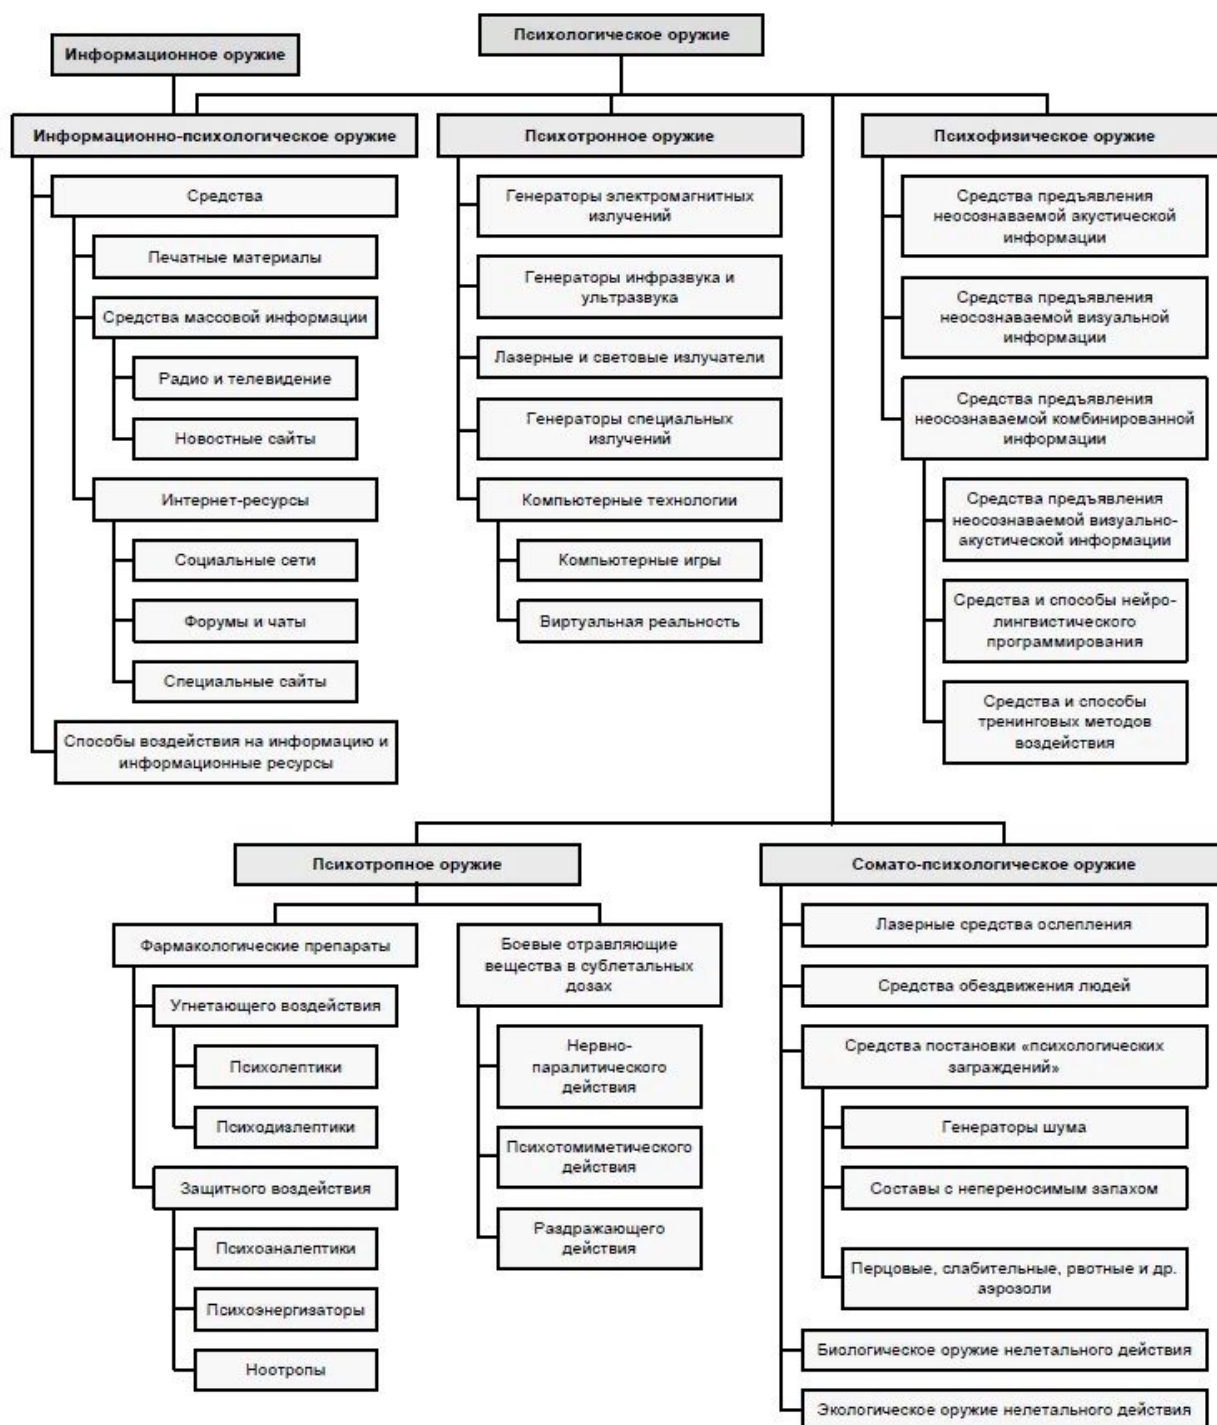 Информационное оружие
Психологическое оружие
Информационно-психологическое оружие
Средства
Печатные материалы
Средства массовой информации
Радио и телевидение
Новостные сайты
Интернет-ресурсы
Социальные сети
Форумы и чаты
Специальные сайты
Способы воздействия на информацию и
информационные ресурсы
Психотронное оружие
Генераторы электромагнитных
излучений
Генераторы инфразвука и
ультразвука
Лазерные и световые излучатели
Генераторы специальных
излучений
Компьютерные технологии
Компьютерные игры
Виртуальная реальность
Психофизическое оружие
Средства предъявления
неосознаваемой акустической
информации
Средства предъявления
неосознаваемой визуальной
информации
Средства предъявления
неосознаваемой комбинированной
информации
Средства предъявления
неосознаваемой визуально-
акустической информации
Средства и способы нейро-
лингвистического
программирования
Средства и способы
тренинговых методов
воздействия
Психотропное оружие
Фармакологические препараты
Угнетающего воздействия
Психолептики
Психодизлептики
Защитного воздействия
Психоаналептики
Психоэнергизаторы
Ноотропы
Боевые отравляющие
вещества в сублетальных
дозах
Нервно-
паралитического
действия
Психотомиметического
действия
Раздражающего
действия
Сомато-психологическое оружие
Лазерные средства ослепления
Средства обездвижения людей
Средства постановки «психологических
заграждений»
Генераторы шума
Составы с непереносимым запахом
Перцовые, слабительные, рвотные и др.
аэрозоли
Биологическое оружие нелетального действия
Экологическое оружие нелетального действия